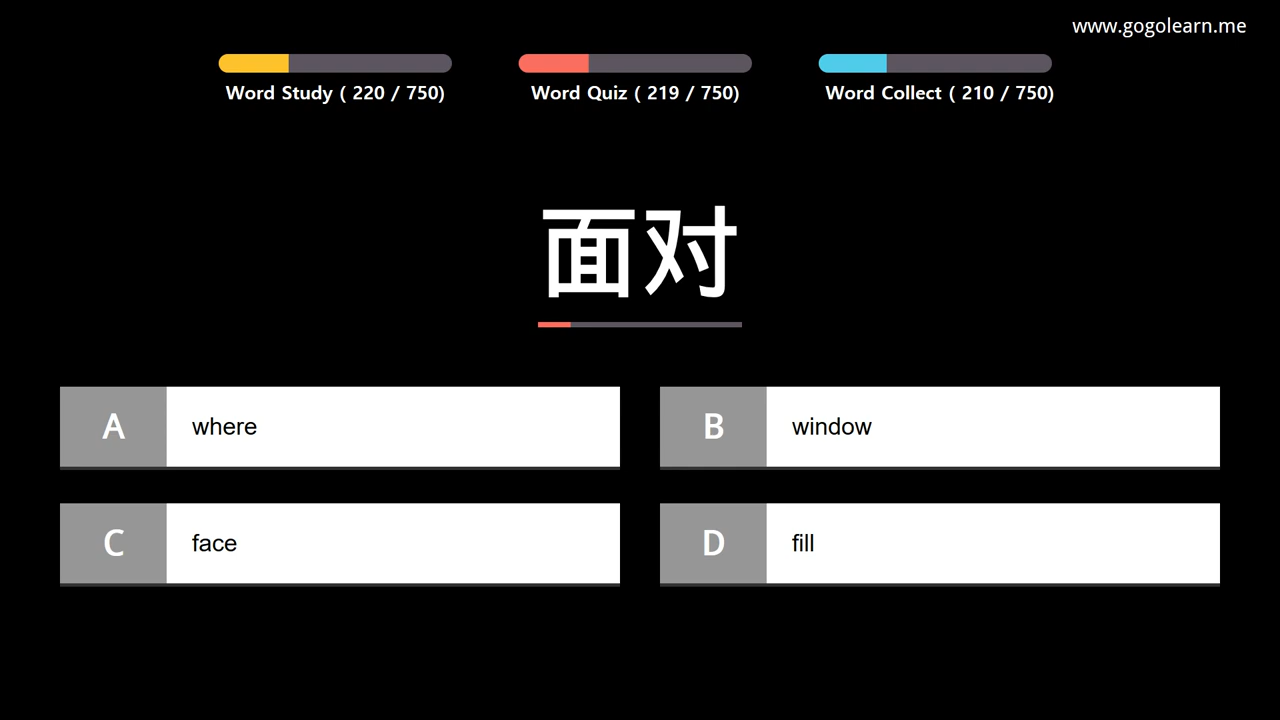 www.gogolearn.me
Word Study ( 220 / 750)
Word Quiz ( 219 / 750)
Word Collect ( 210 / 750)
面对
A where
B window
C face
D fill